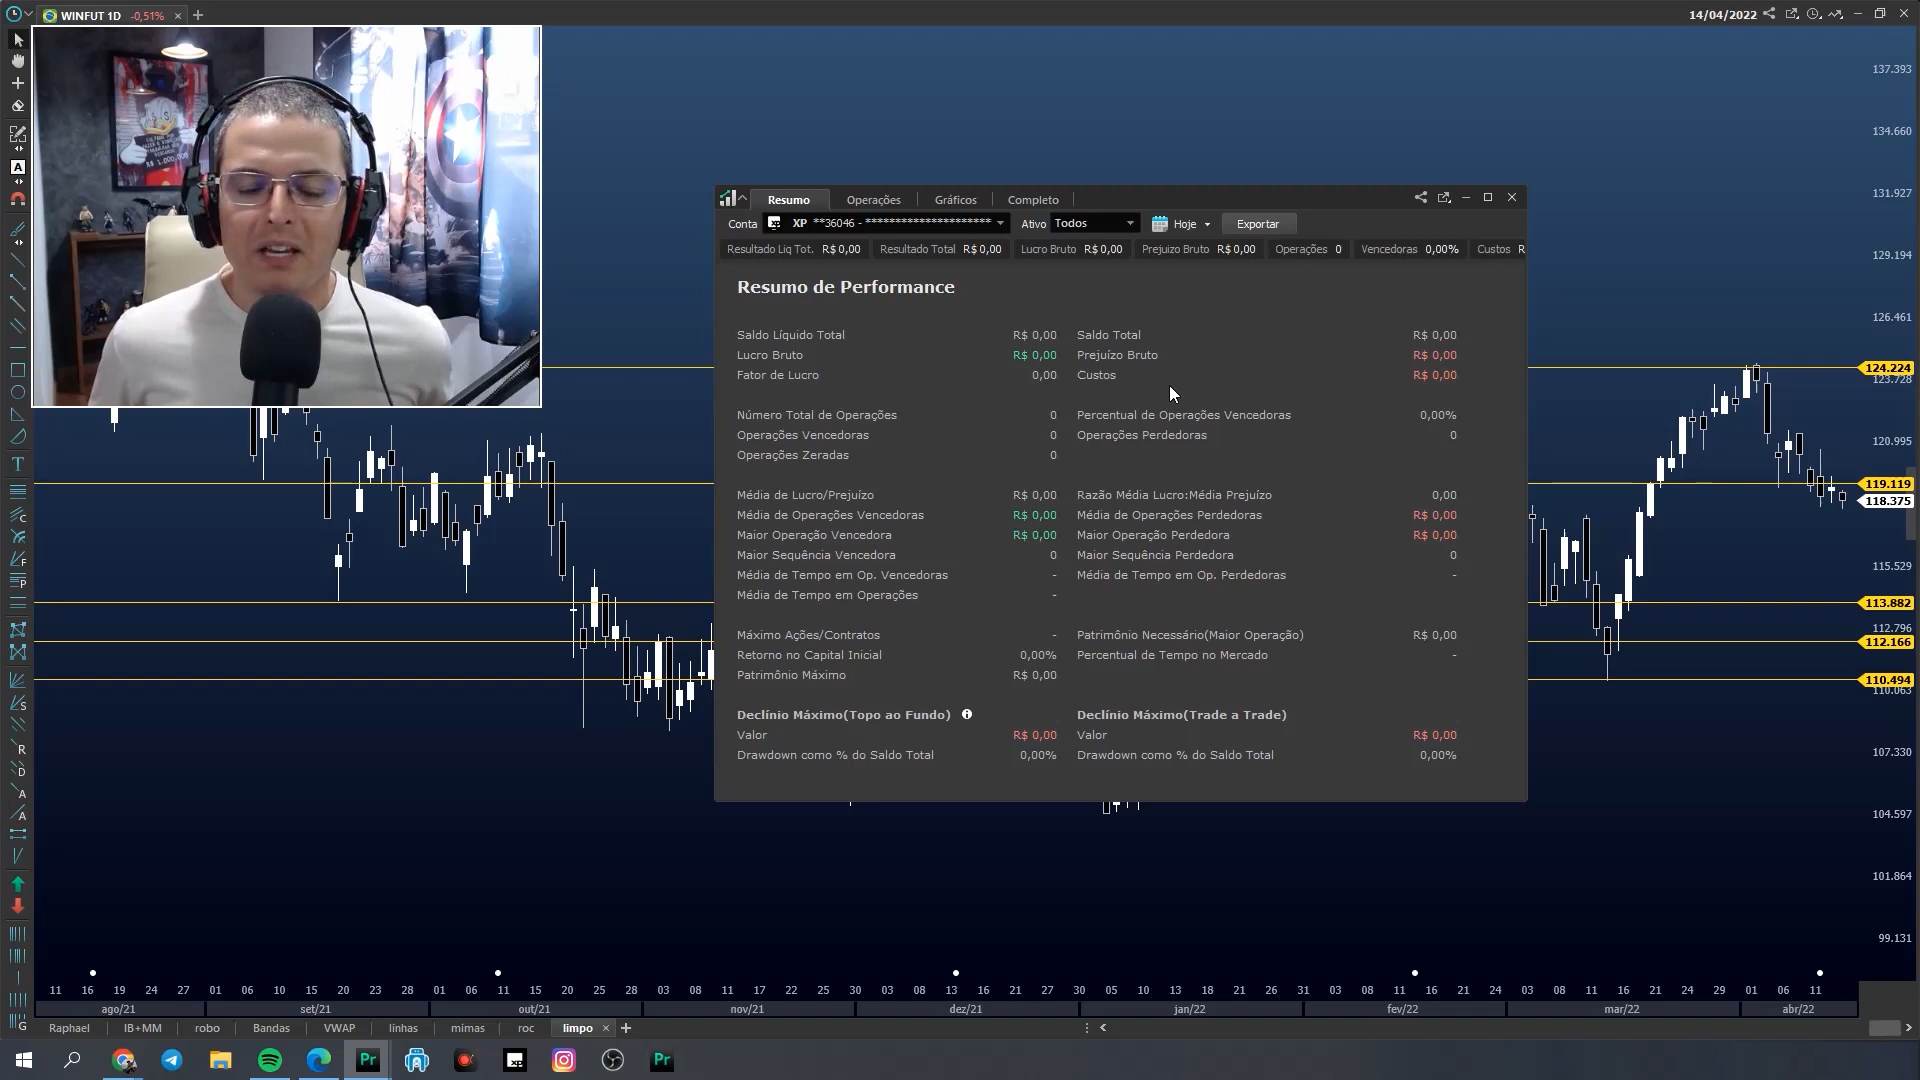 WINFUT 1D -0,51%
14/04/2022
R$ 1.000.000
137.393
134.660
131.927
129.194
126.461
124.224
123.728
120.995
119.119
118.375
115.529
113.882
112.796
112.166
110.494
110.063
107.330
104.597
101.864
99.131
Resumo Operações Gráficos Completo
Conta XP **36046 - ********************** Ativo Todos Hoje Exportar
Resultado Liq Tot. R$ 0,00 Resultado Total R$ 0,00 Lucro Bruto R$ 0,00 Prejuizo Bruto R$ 0,00 Operações 0 Vencedoras 0,00% Custos R
Resumo de Performance
Saldo Líquido Total R$ 0,00 Saldo Total R$ 0,00
Lucro Bruto R$ 0,00 Prejuízo Bruto R$ 0,00
Fator de Lucro 0,00 Custos R$ 0,00
Número Total de Operações 0 Percentual de Operações Vencedoras 0,00%
Operações Vencedoras 0 Operações Perdedoras 0
Operações Zeradas 0
Média de Lucro/Prejuízo R$ 0,00 Razão Média Lucro:Média Prejuízo 0,00
Média de Operações Vencedoras R$ 0,00 Média de Operações Perdedoras R$ 0,00
Maior Operação Vencedora R$ 0,00 Maior Operação Perdedora R$ 0,00
Maior Sequência Vencedora 0 Maior Sequência Perdedora 0
Média de Tempo em Op. Vencedoras - Média de Tempo em Op. Perdedoras -
Média de Tempo em Operações -
Máximo Ações/Contratos - Patrimônio Necessário(Maior Operação) R$ 0,00
Retorno no Capital Inicial 0,00% Percentual de Tempo no Mercado -
Patrimônio Máximo R$ 0,00
Declínio Máximo(Topo ao Fundo) Declínio Máximo(Trade a Trade)
Valor R$ 0,00 Valor R$ 0,00
Drawdown como % do Saldo Total 0,00% Drawdown como % do Saldo Total 0,00%
11 16 19 24 27 01 06 10 15 20 23 28 01 06 11 15 20 25 28 03 08 11 17 22 25 30 03 08 13 16 21 24 30 05 10 13 18 21 26 31 03 08 11 16 21 24 03 08 11 16 21 24 29 01 06 11
ago/21 set/21 out/21 nov/21 dez/21 jan/22 fev/22 mar/22 abr/22
Raphael IB+MM robo Bandas VWAP linhas mimas roc limpo
Pr xp Pr